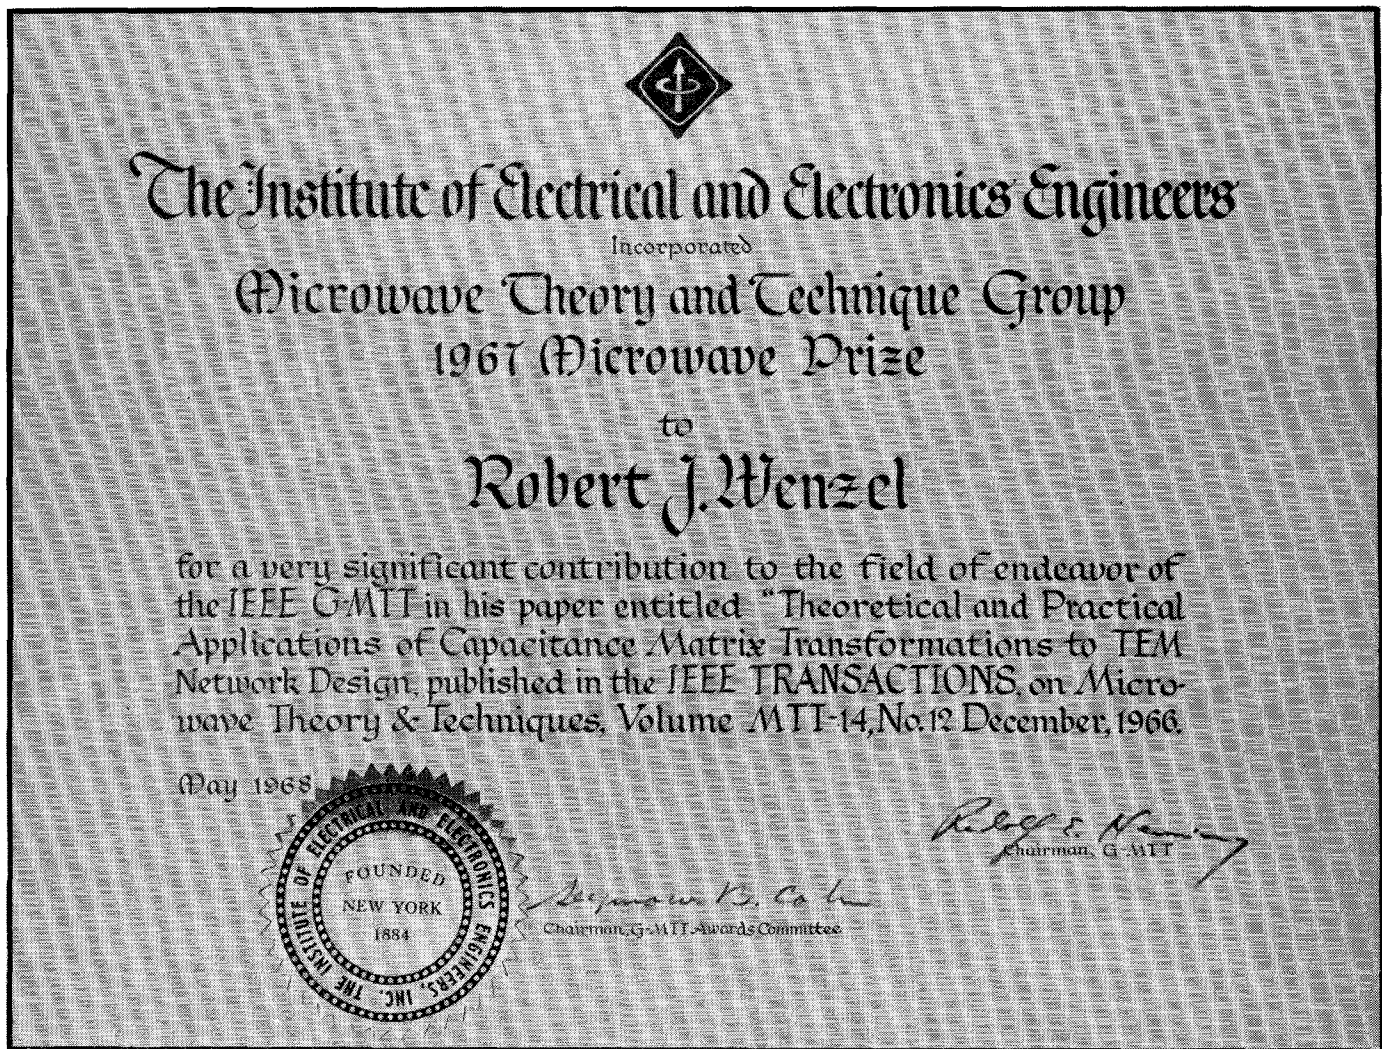 The Institute of Electrical and Electronics Engineers
Incorporated
Microwave Theory and Technique Group
1967 Microwave Prize
to
Robert J. Wenzel
for a very significant contribution to the field of endeavor of
the IEEE G-MTT in his paper entitled "Theoretical and Practical
Applications of Capacitance Matrix Transformations to TEM
Network Design, published in the IEEE TRANSACTIONS, on Micro-
wave Theory & Techniques, Volume MTT-14, No. 12 December, 1966.
May 1968
THE INSTITUTE OF ELECTRICAL AND ELECTRONICS ENGINEERS, INC.
FOUNDED
NEW YORK
1884
Rudolf E. Henning
Chairman, G-MTT
Seymour B. Cohn
Chairman, G-MTT Awards Committee